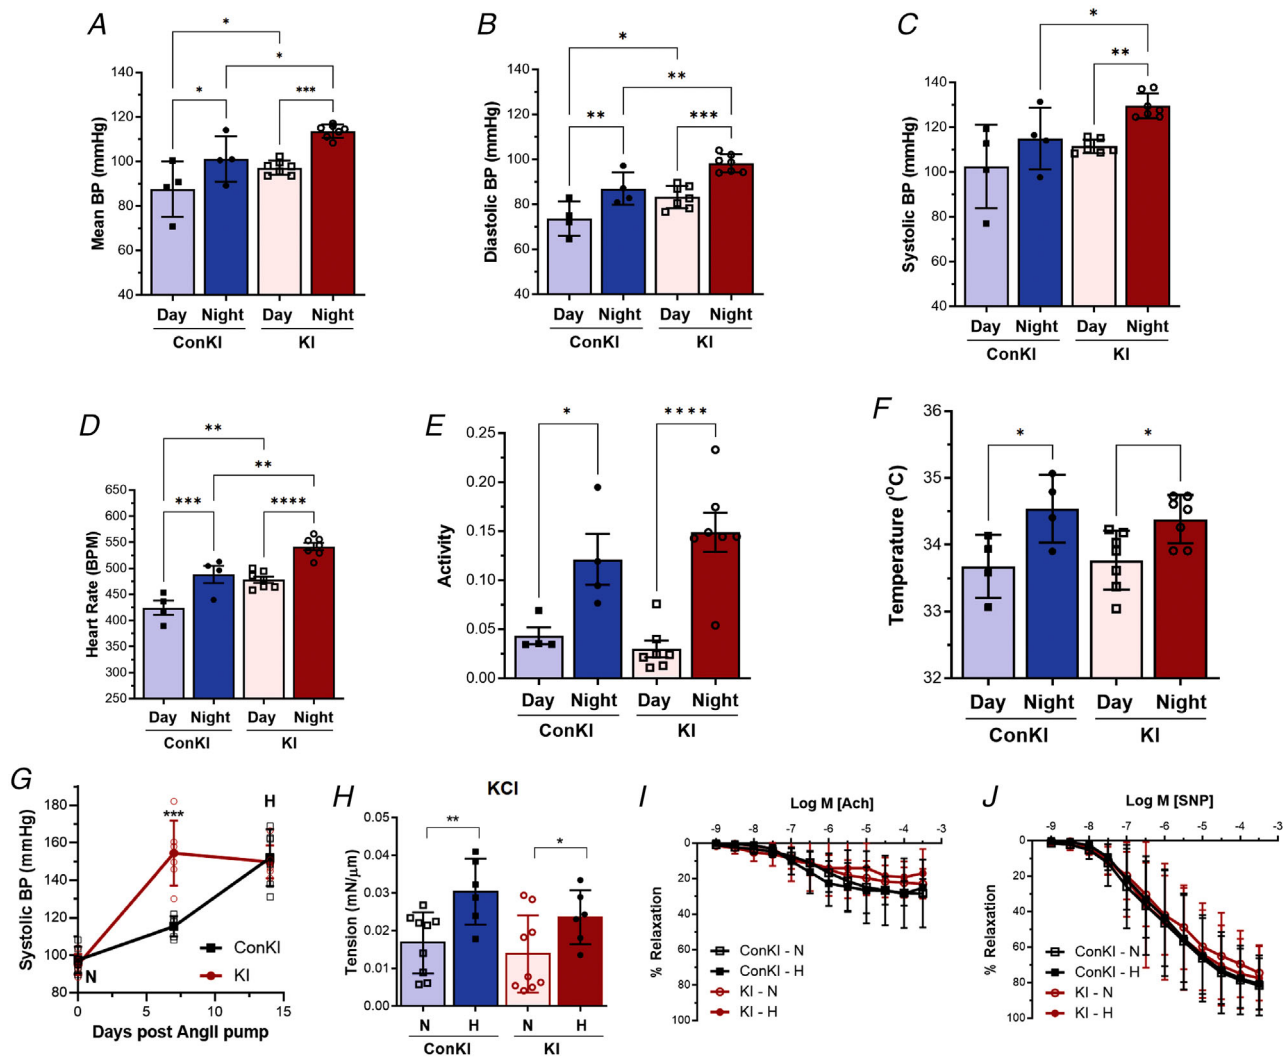 A
*
*
*
***
Mean BP (mmHg)
140
120
100
80
60
40
Day Night Day Night
ConKI KI
B
*
**
**
***
Diastolic BP (mmHg)
140
120
100
80
60
40
Day Night Day Night
ConKI KI
C
*
**
Systolic BP (mmHg)
140
120
100
80
60
40
Day Night Day Night
ConKI KI
D
**
**
***
****
Heart Rate (BPM)
650
600
550
500
450
400
350
300
250
Day Night Day Night
ConKI KI
E
*
****
Activity
0.25
0.20
0.15
0.10
0.05
0.00
Day Night Day Night
ConKI KI
F
*
*
Temperature (°C)
36
35
34
33
32
Day Night Day Night
ConKI KI
G
Systolic BP (mmHg)
180
160
140
120
100
80
***
H
N
ConKI
KI
0 5 10 15
Days post AngII pump
H
KCl
**
*
Tension (mN/μm)
0.05
0.04
0.03
0.02
0.01
0.00
N H N H
ConKI KI
I
Log M [Ach]
-9 -8 -7 -6 -5 -4 -3
0
20
40
60
80
100
% Relaxation
ConKI - N
ConKI - H
KI - N
KI - H
J
Log M [SNP]
-9 -8 -7 -6 -5 -4 -3
0
20
40
60
80
100
% Relaxation
ConKI - N
ConKI - H
KI - N
KI - H